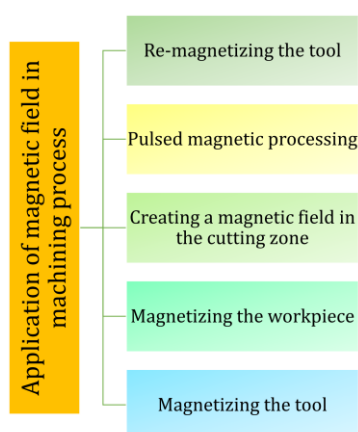 Application of magnetic field in
machining process
Re-magnetizing the tool
Pulsed magnetic processing
Creating a magnetic field in
the cutting zone
Magnetizing the workpiece
Magnetizing the tool